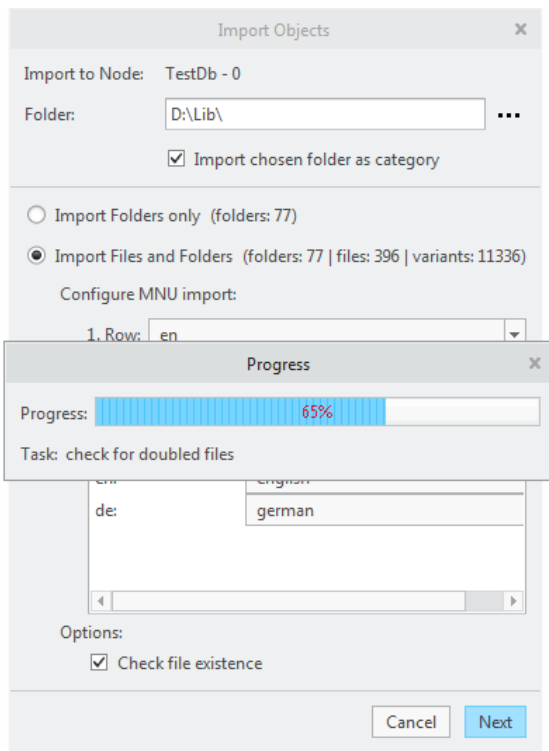 Import Objects
Import to Node: TestDb - 0
Folder: D:\Lib\
Import chosen folder as category
Import Folders only (folders: 77)
Import Files and Folders (folders: 77 | files: 396 | variants: 11336)
Configure MNU import:
1. Row: en
Progress
Progress: 65%
Task: check for doubled files
en: english
de: german
Options:
Check file existence
Cancel Next